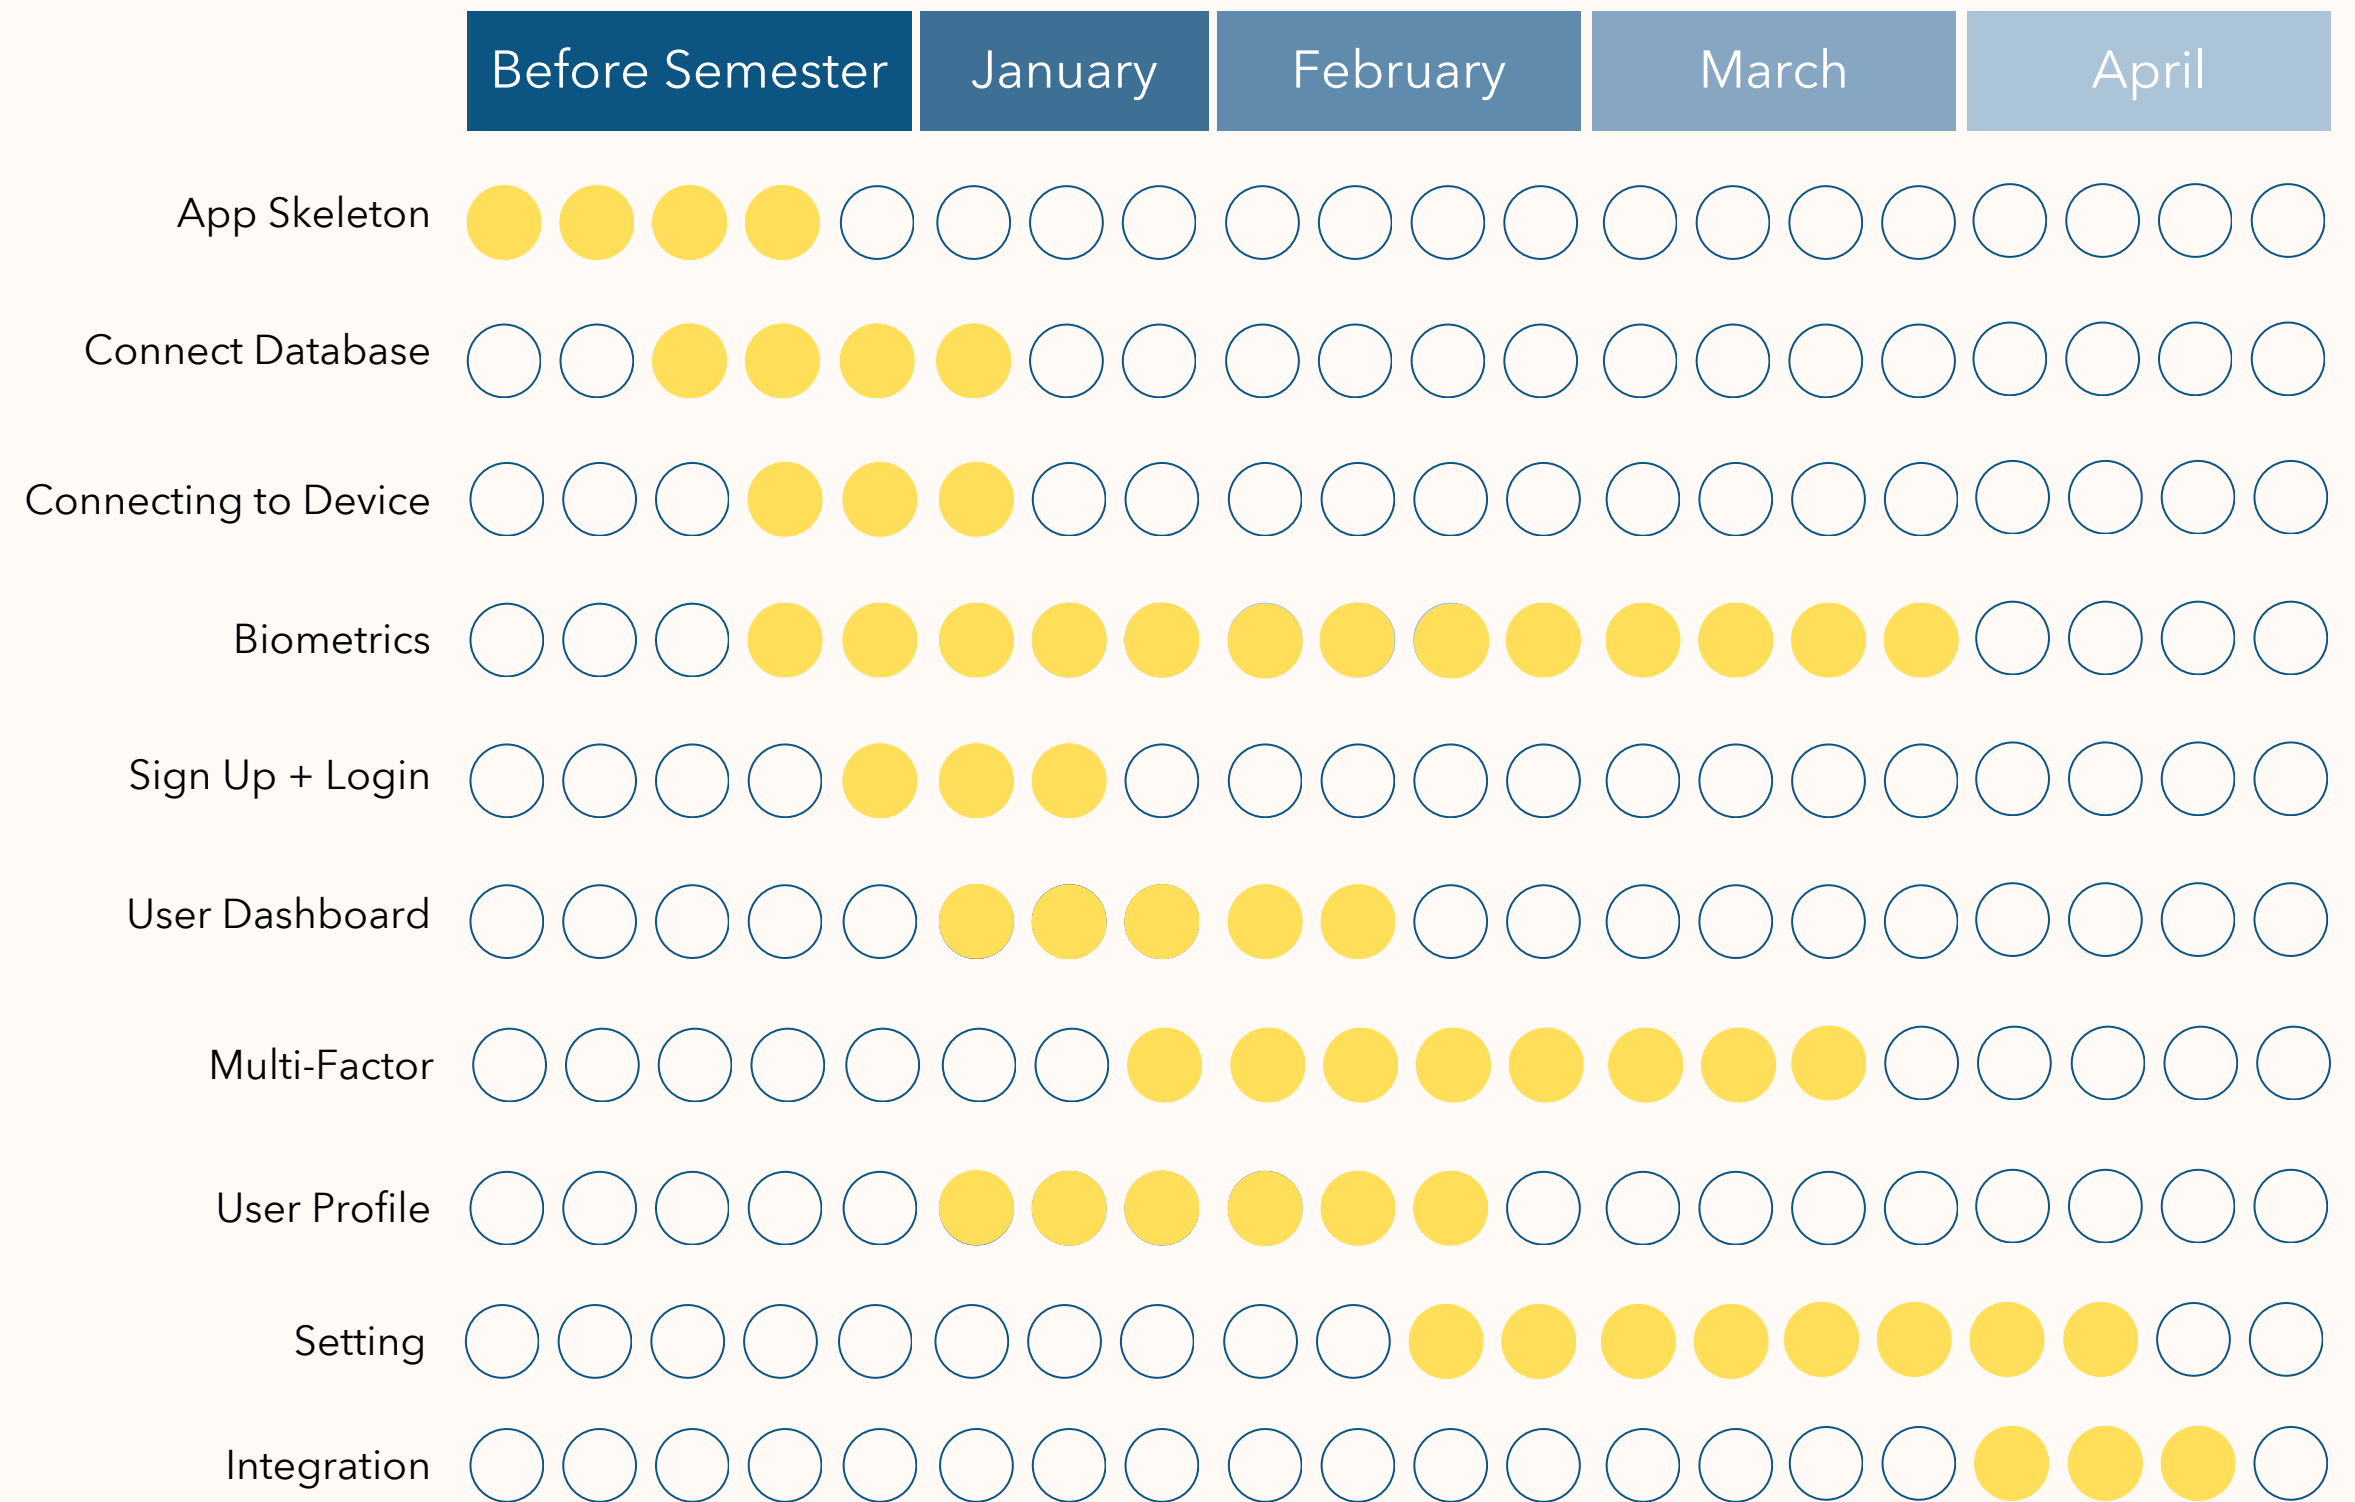 Before Semester
January
February
March
April
App Skeleton
Connect Database
Connecting to Device
Biometrics
Sign Up + Login
User Dashboard
Multi-Factor
User Profile
Setting
Integration